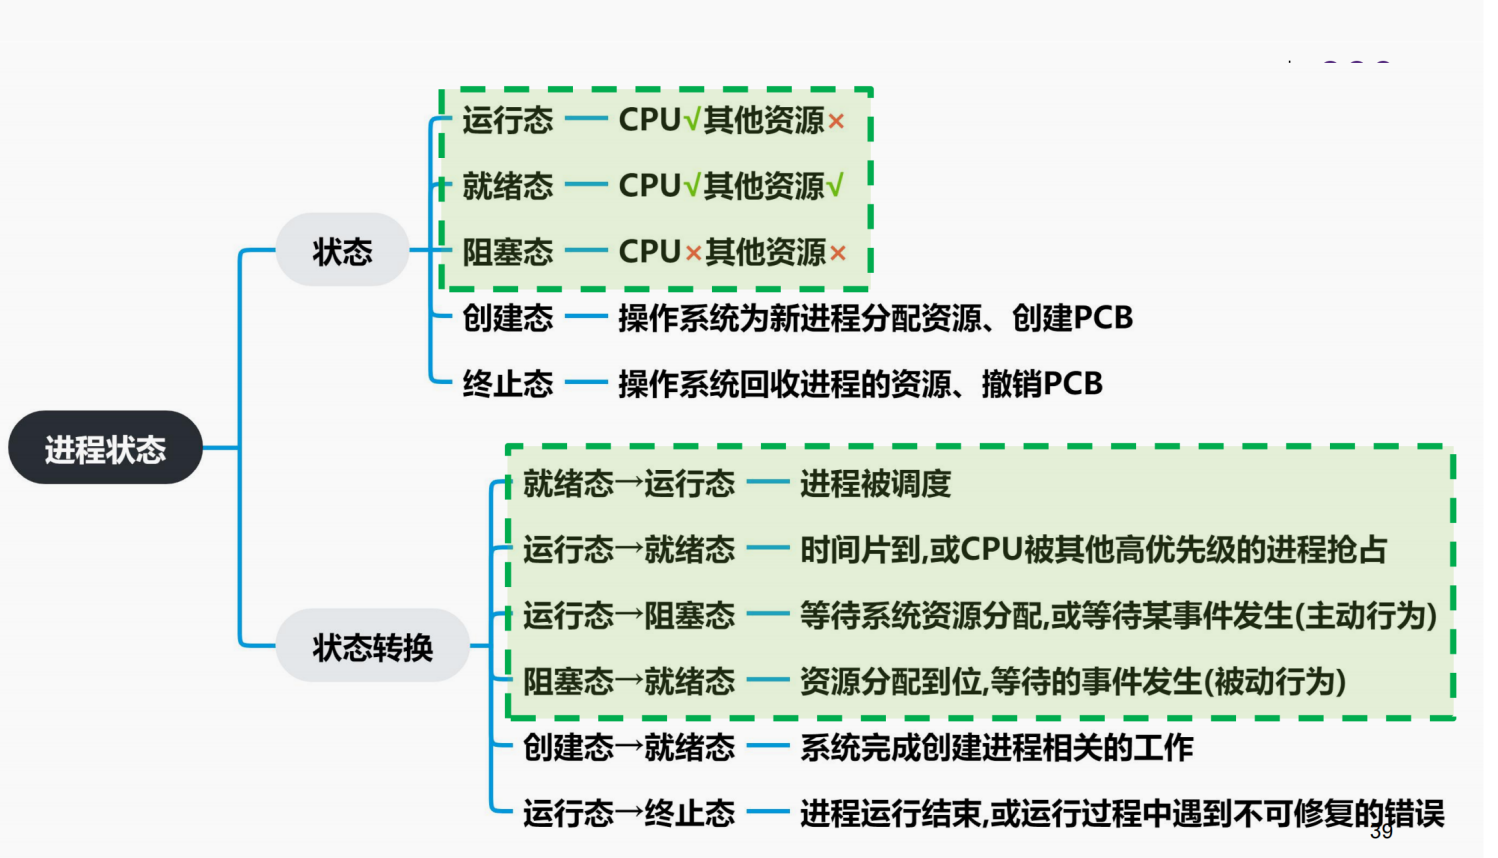 运行态 CPU√其他资源×
就绪态 CPU√其他资源√
状态
阻塞态 CPU×其他资源×
创建态 操作系统为新进程分配资源、创建PCB
终止态 操作系统回收进程的资源、撤销PCB
进程状态
就绪态→运行态 进程被调度
运行态→就绪态 时间片到,或CPU被其他高优先级的进程抢占
运行态→阻塞态 等待系统资源分配,或等待某事件发生(主动行为)
状态转换
阻塞态→就绪态 资源分配到位,等待的事件发生(被动行为)
创建态→就绪态 系统完成创建进程相关的工作
运行态→终止态 进程运行结束,或运行过程中遇到不可修复的错误
39